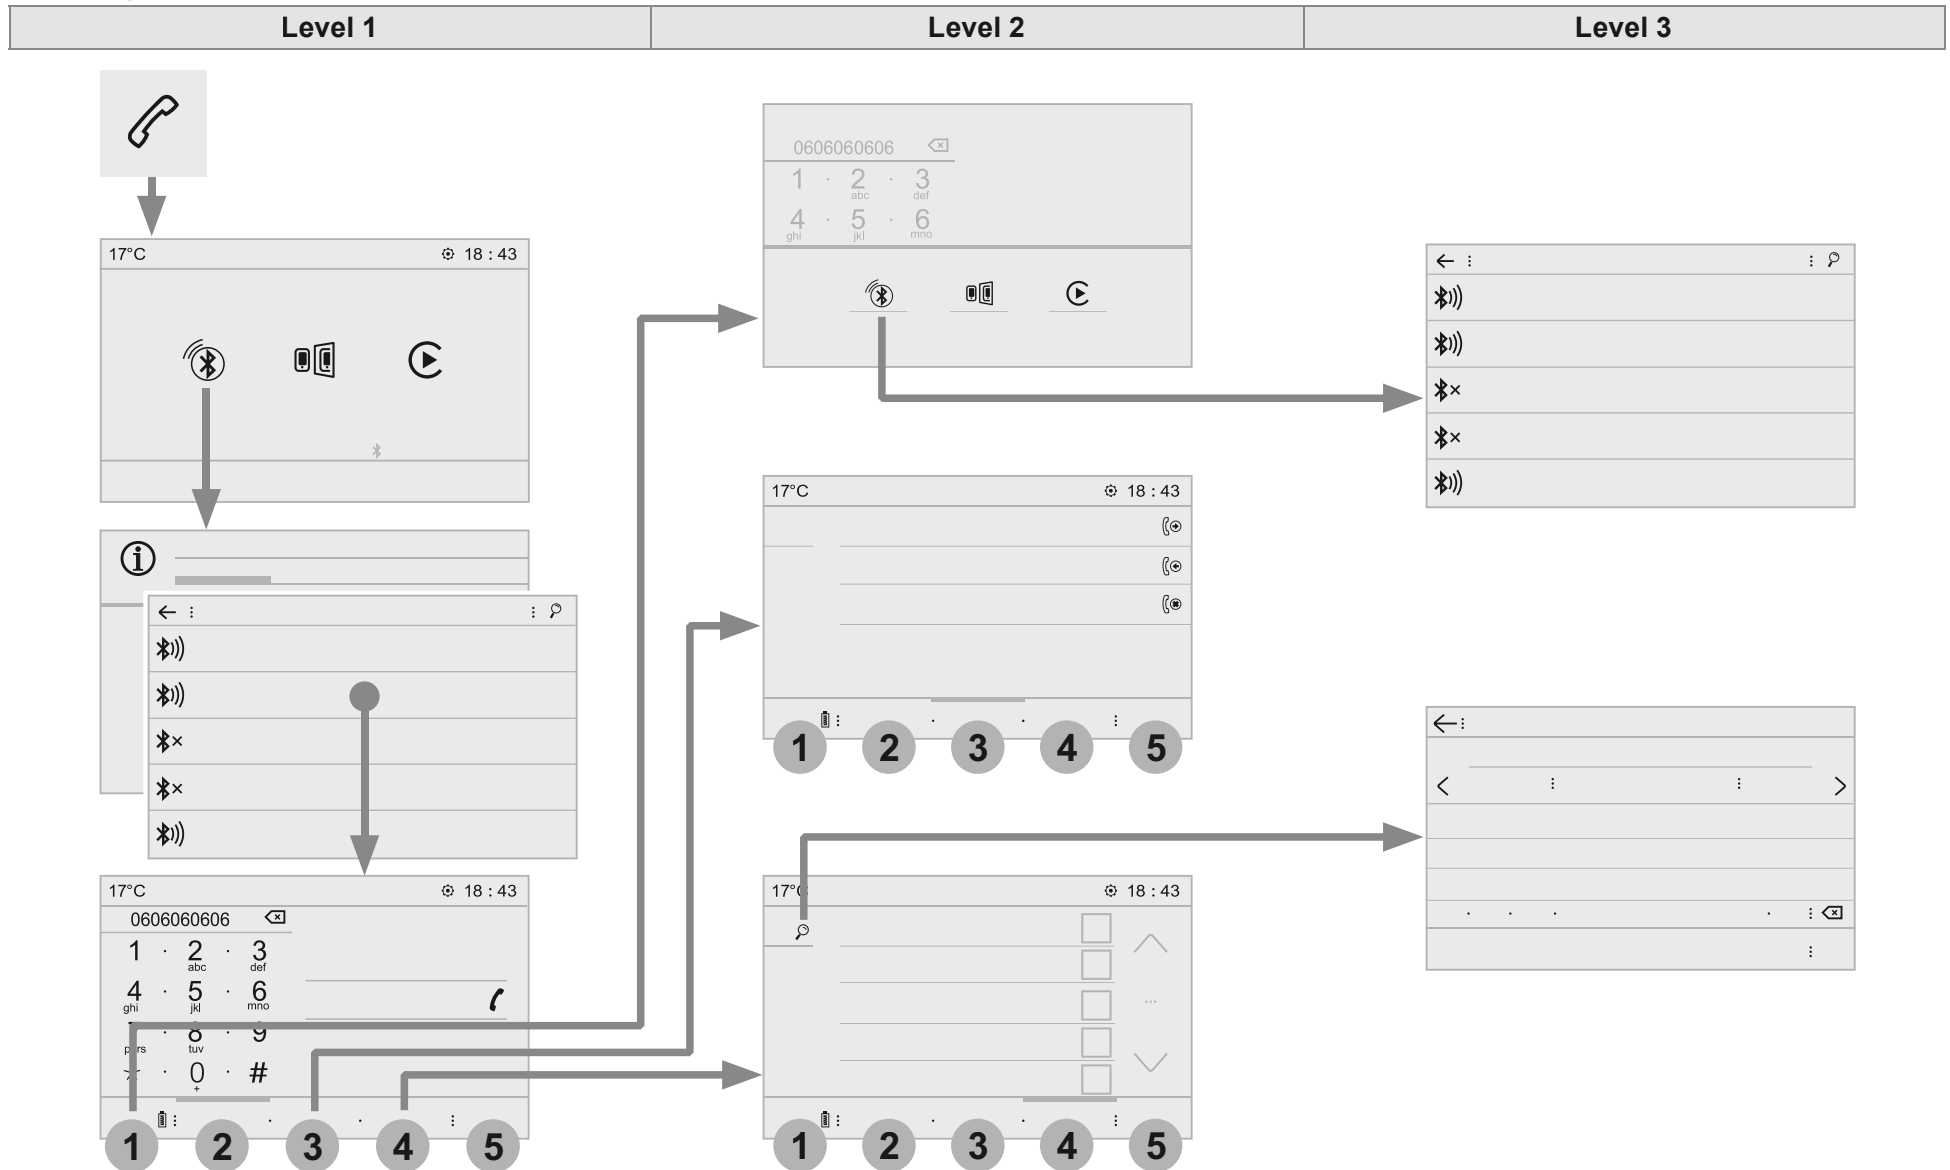 Level 1
Level 2
Level 3
17°C 18 : 43
17°C 18 : 43
0606060606
1 · 2 · 3
abc def
4 · 5 · 6
ghi jkl mno
8 · 9
tuv
0 · #
+
1 2 3 4 5
0606060606
1 · 2 · 3
abc def
4 · 5 · 6
ghi jkl mno
17°C 18 : 43
1 2 3 4 5
17° 18 : 43
...
1 2 3 4 5